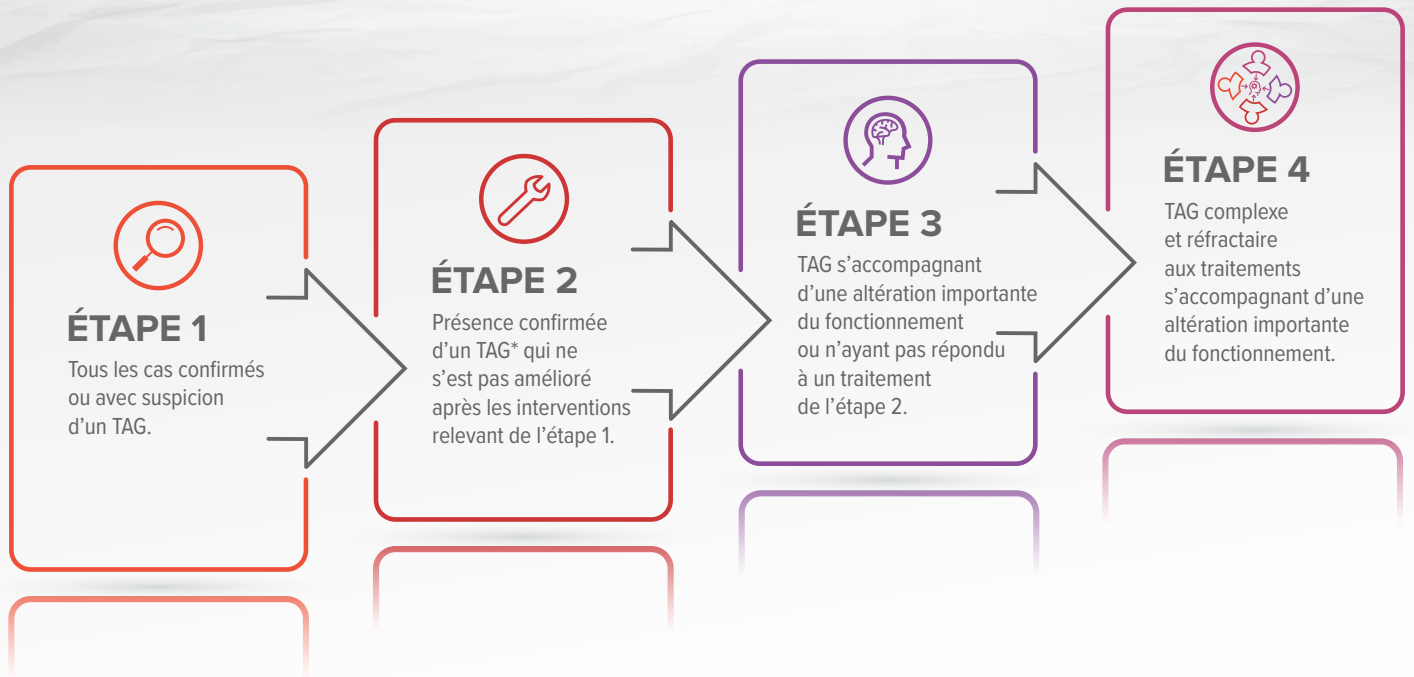 ÉTAPE 1
Tous les cas confirmés
ou avec suspicion
d’un TAG.
ÉTAPE 2
Présence confirmée
d’un TAG* qui ne
s’est pas amélioré
après les interventions
relevant de l’étape 1.
ÉTAPE 3
TAG s’accompagnant
d’une altération importante
du fonctionnement
ou n’ayant pas répondu
à un traitement
de l’étape 2.
ÉTAPE 4
TAG complexe
et réfractaire
aux traitements
s’accompagnant d’une
altération importante
du fonctionnement.